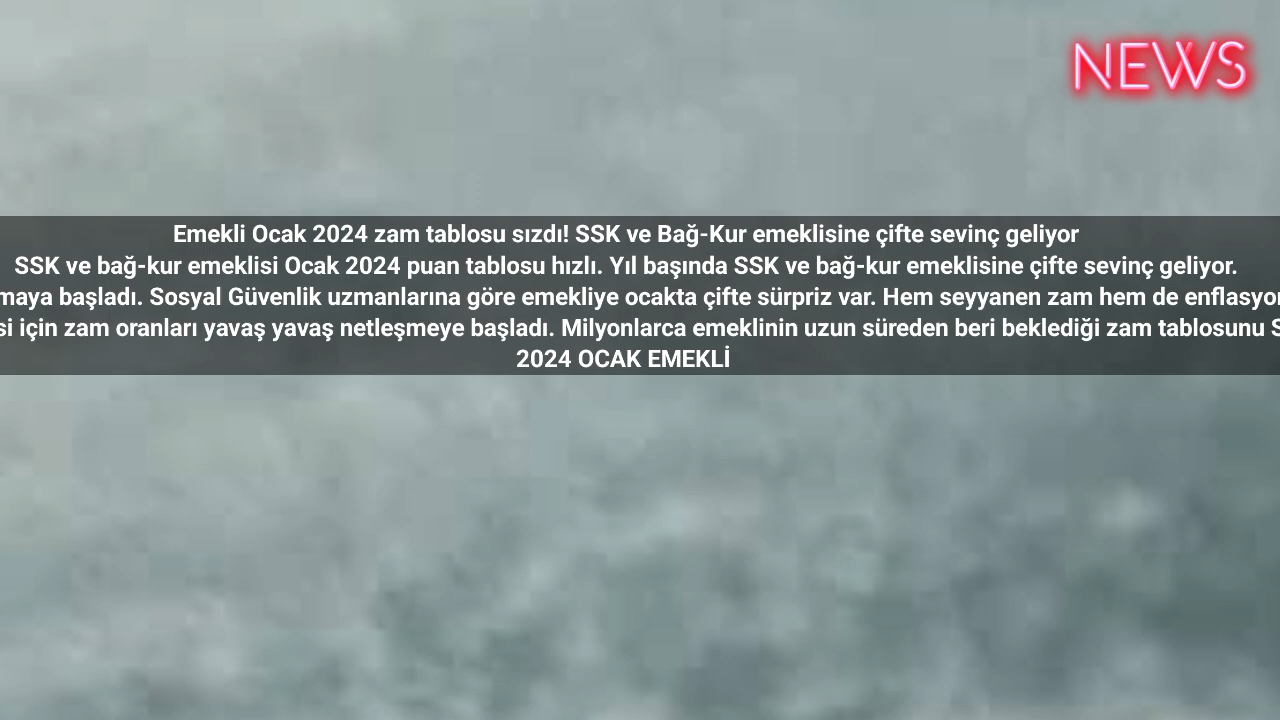 NEWS
Emekli Ocak 2024 zam tablosu sızdı! SSK ve Bağ-Kur emeklisine çifte sevinç geliyor
SSK ve bağ-kur emeklisi Ocak 2024 puan tablosu hızlı. Yıl başında SSK ve bağ-kur emeklisine çifte sevinç geliyor.
maya başladı. Sosyal Güvenlik uzmanlarına göre emekliye ocakta çifte sürpriz var. Hem seyyanen zam hem de enflasyon
si için zam oranları yavaş yavaş netleşmeye başladı. Milyonlarca emeklinin uzun süreden beri beklediği zam tablosunu S
2024 OCAK EMEKLİ